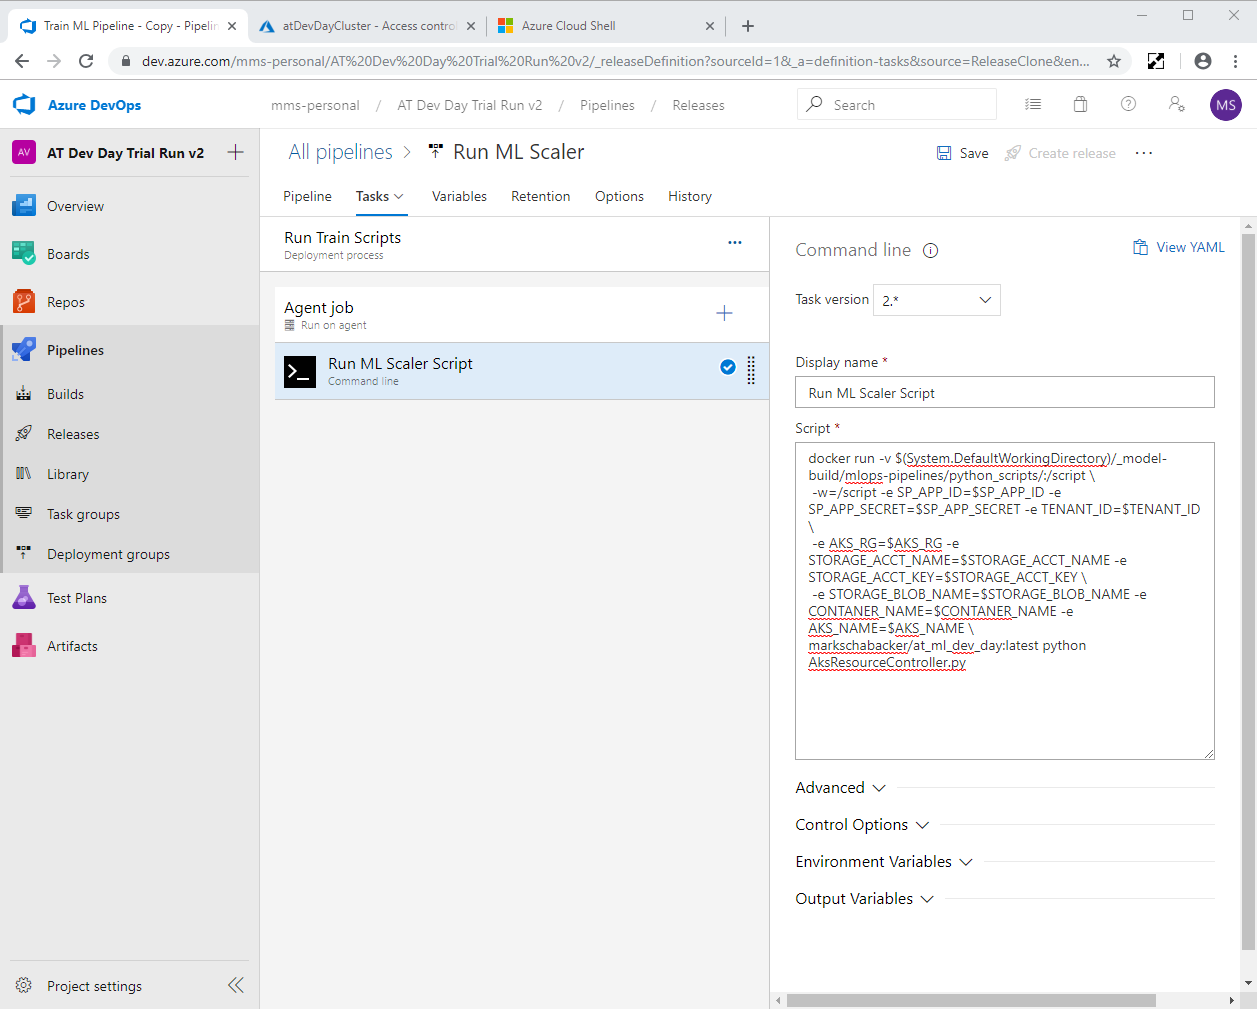 Train ML Pipeline - Copy - Pipelin
atDevDayCluster - Access control
Azure Cloud Shell
dev.azure.com/mms-personal/AT%20Dev%20Day%20Trial%20Run%20v2/_releaseDefinition?sourceId=1&_a=definition-tasks&source=ReleaseClone&en...
Azure DevOps
mms-personal / AT Dev Day Trial Run v2 / Pipelines / Releases
Search
MS
AV AT Dev Day Trial Run v2
Overview
Boards
Repos
Pipelines
Builds
Releases
Library
Task groups
Deployment groups
Test Plans
Artifacts
Project settings
All pipelines > Run ML Scaler
Save
Create release
Pipeline Tasks Variables Retention Options History
Run Train Scripts
Deployment process
Agent job
Run on agent
Run ML Scaler Script
Command line
Command line
View YAML
Task version 2.*
Display name *
Run ML Scaler Script
Script *
docker run -v $(System.DefaultWorkingDirectory)/_model-
build/mlops-pipelines/python_scripts/:/script \
-w=/script -e SP_APP_ID=$SP_APP_ID -e
SP_APP_SECRET=$SP_APP_SECRET -e TENANT_ID=$TENANT_ID
\
-e AKS_RG=$AKS_RG -e
STORAGE_ACCT_NAME=$STORAGE_ACCT_NAME -e
STORAGE_ACCT_KEY=$STORAGE_ACCT_KEY \
-e STORAGE_BLOB_NAME=$STORAGE_BLOB_NAME -e
CONTANER_NAME=$CONTANER_NAME -e
AKS_NAME=$AKS_NAME \
markschabacker/at_ml_dev_day:latest python
AksResourceController.py
Advanced
Control Options
Environment Variables
Output Variables